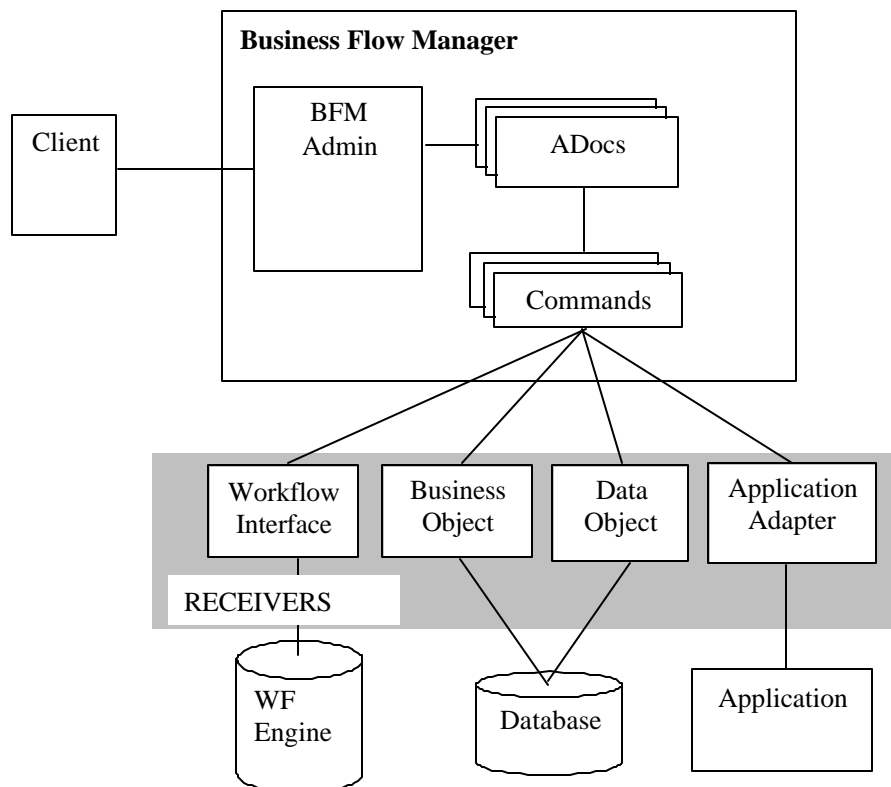 Business Flow Manager
Client
BFM
Admin
ADocs
Commands
Workflow
Interface
Business
Object
Data
Object
Application
Adapter
RECEIVERS
WF
Engine
Database
Application